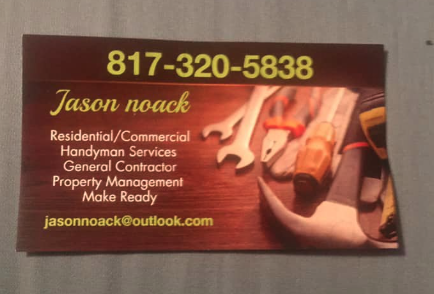 817-320-5838
Jason noack
Residential/Commercial
Handyman Services
General Contractor
Property Management
Make Ready
jasonnoack@outlook.com